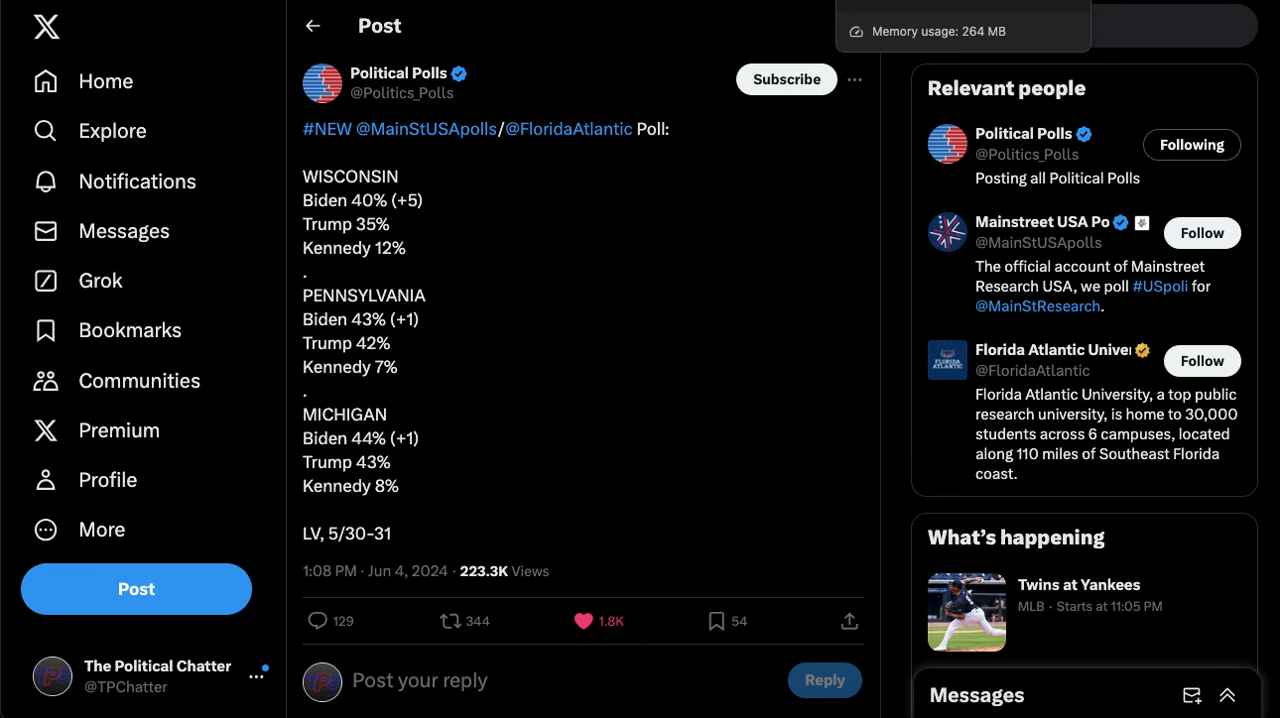 Memory usage: 264 MB
Home
Explore
Notifications
Messages
Grok
Bookmarks
Communities
Premium
Profile
More
Post
The Political Chatter
@TPChatter
Post
Political Polls
@Politics_Polls
Subscribe
#NEW @MainStUSApolls/@FloridaAtlantic Poll:
WISCONSIN
Biden 40% (+5)
Trump 35%
Kennedy 12%
.
PENNSYLVANIA
Biden 43% (+1)
Trump 42%
Kennedy 7%
.
MICHIGAN
Biden 44% (+1)
Trump 43%
Kennedy 8%
LV, 5/30-31
1:08 PM · Jun 4, 2024 · 223.3K Views
129 344 1.8K 54
Post your reply
Reply
Relevant people
Political Polls
@Politics_Polls
Following
Posting all Political Polls
Mainstreet USA Po
@MainStUSApolls
Follow
The official account of Mainstreet
Research USA, we poll #USpoli for
@MainStResearch.
Florida Atlantic Univer
@FloridaAtlantic
Follow
Florida Atlantic University, a top public
research university, is home to 30,000
students across 6 campuses, located
along 110 miles of Southeast Florida
coast.
What's happening
Twins at Yankees
MLB · Starts at 11:05 PM
Messages